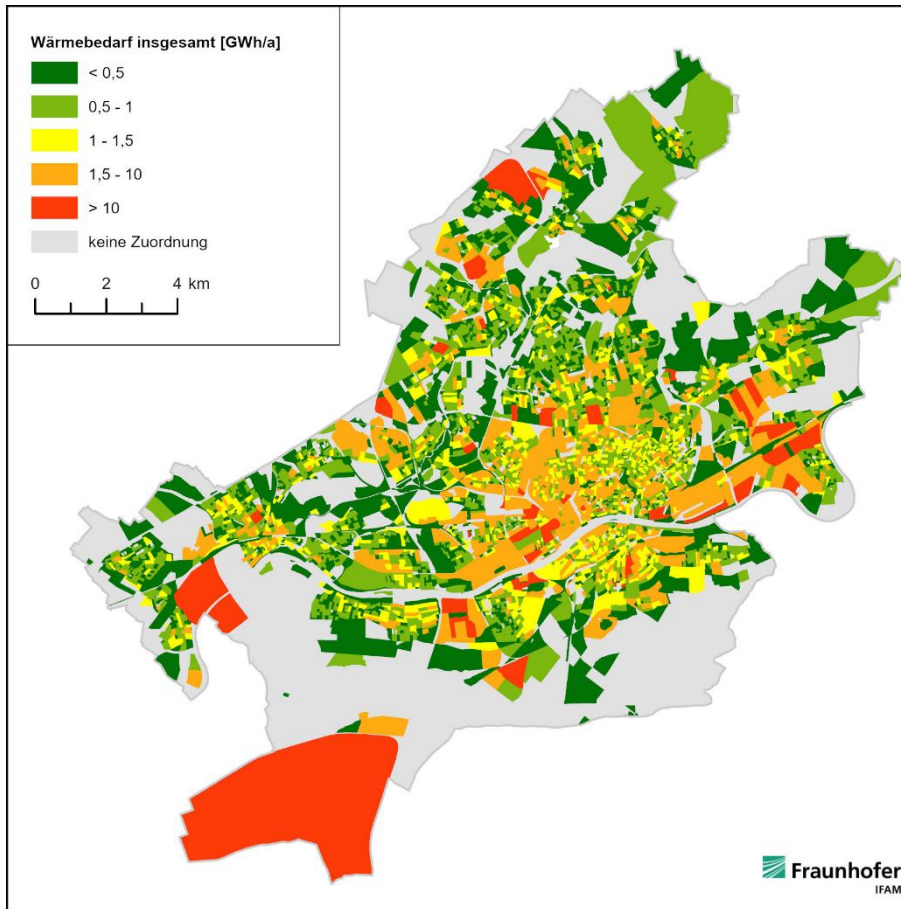 Wärmebedarf insgesamt [GWh/a]
< 0,5
0,5 - 1
1 - 1,5
1,5 - 10
> 10
keine Zuordnung
0 4 km
Fraunhofer
IFAM